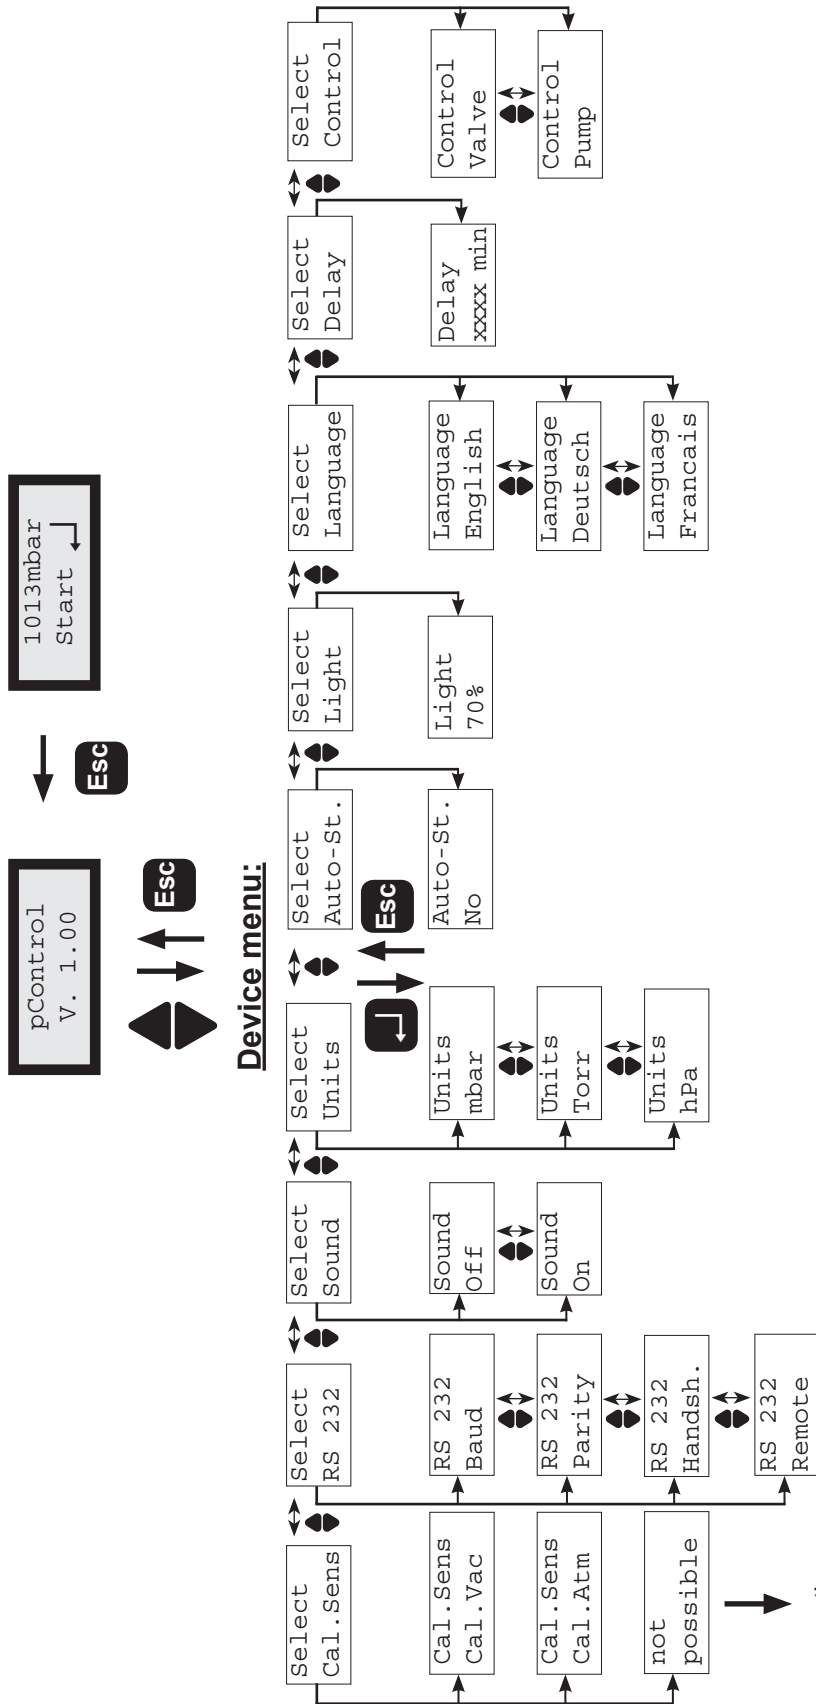 pControl
V. 1.00
1013mbar
Start
Esc
Esc
Device menu:
Select
Cal.Sens
Select
RS 232
Select
Sound
Select
Units
Select
Auto-St.
Select
Light
Select
Language
Select
Delay
Select
Control
Esc
Cal.Sens
Cal.Vac
Cal.Sens
Cal.Atm
not
possible
RS 232
Baud
RS 232
Parity
RS 232
Handsh.
RS 232
Remote
Sound
Off
Sound
On
Units
mbar
Units
Torr
Units
hPa
Auto-St.
No
Light
70%
Language
English
Language
Deutsch
Language
Francais
Delay
xxxx min
Control
Valve
Control
Pump